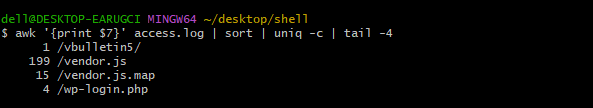 dell@DESKTOP-EARUGCI MINGW64 ~/desktop/shell
$ awk '{print $7}' access.log | sort | uniq -c | tail -4
      1 /vbulletin5/
    199 /vendor.js
     15 /vendor.js.map
      4 /wp-login.php